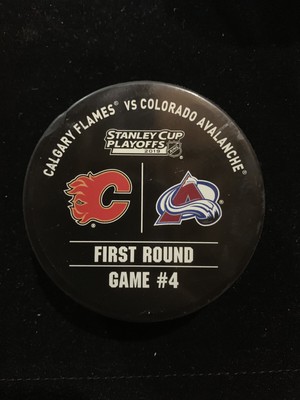 CALGARY FLAMES® VS COLORADO AVALANCHE®
STANLEY CUP
PLAYOFFS
2019
FIRST ROUND
GAME #4